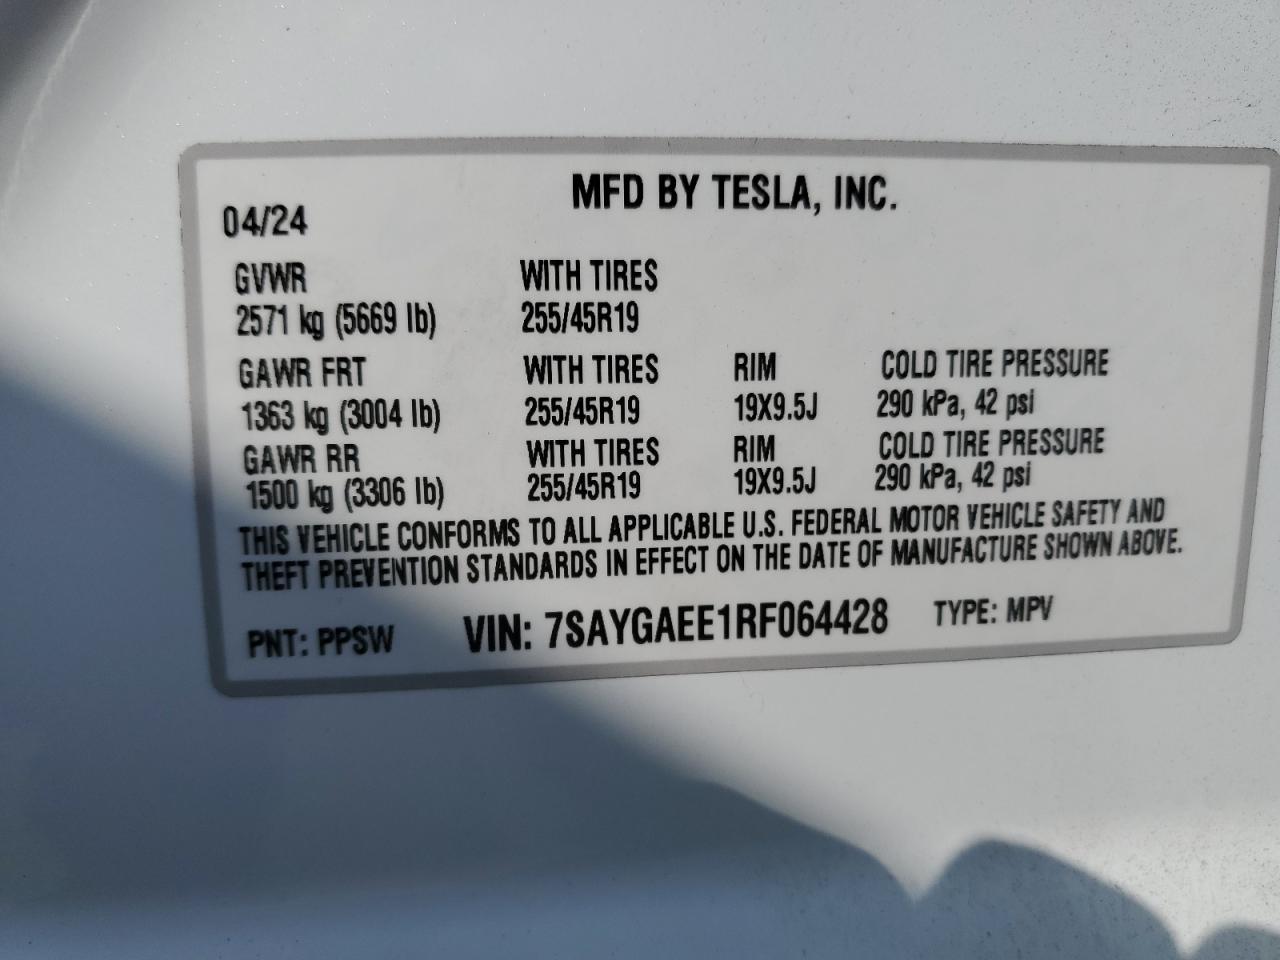 MFD BY TESLA, INC.
04/24
GVWR WITH TIRES
2571 kg (5669 lb) 255/45R19
GAWR FRT WITH TIRES RIM COLD TIRE PRESSURE
1363 kg (3004 lb) 255/45R19 19X9.5J 290 kPa, 42 psi
GAWR RR WITH TIRES RIM COLD TIRE PRESSURE
1500 kg (3306 lb) 255/45R19 19X9.5J 290 kPa, 42 psi
THIS VEHICLE CONFORMS TO ALL APPLICABLE U.S. FEDERAL MOTOR VEHICLE SAFETY AND
THEFT PREVENTION STANDARDS IN EFFECT ON THE DATE OF MANUFACTURE SHOWN ABOVE.
PNT: PPSW VIN: 7SAYGAEE1RF064428 TYPE: MPV